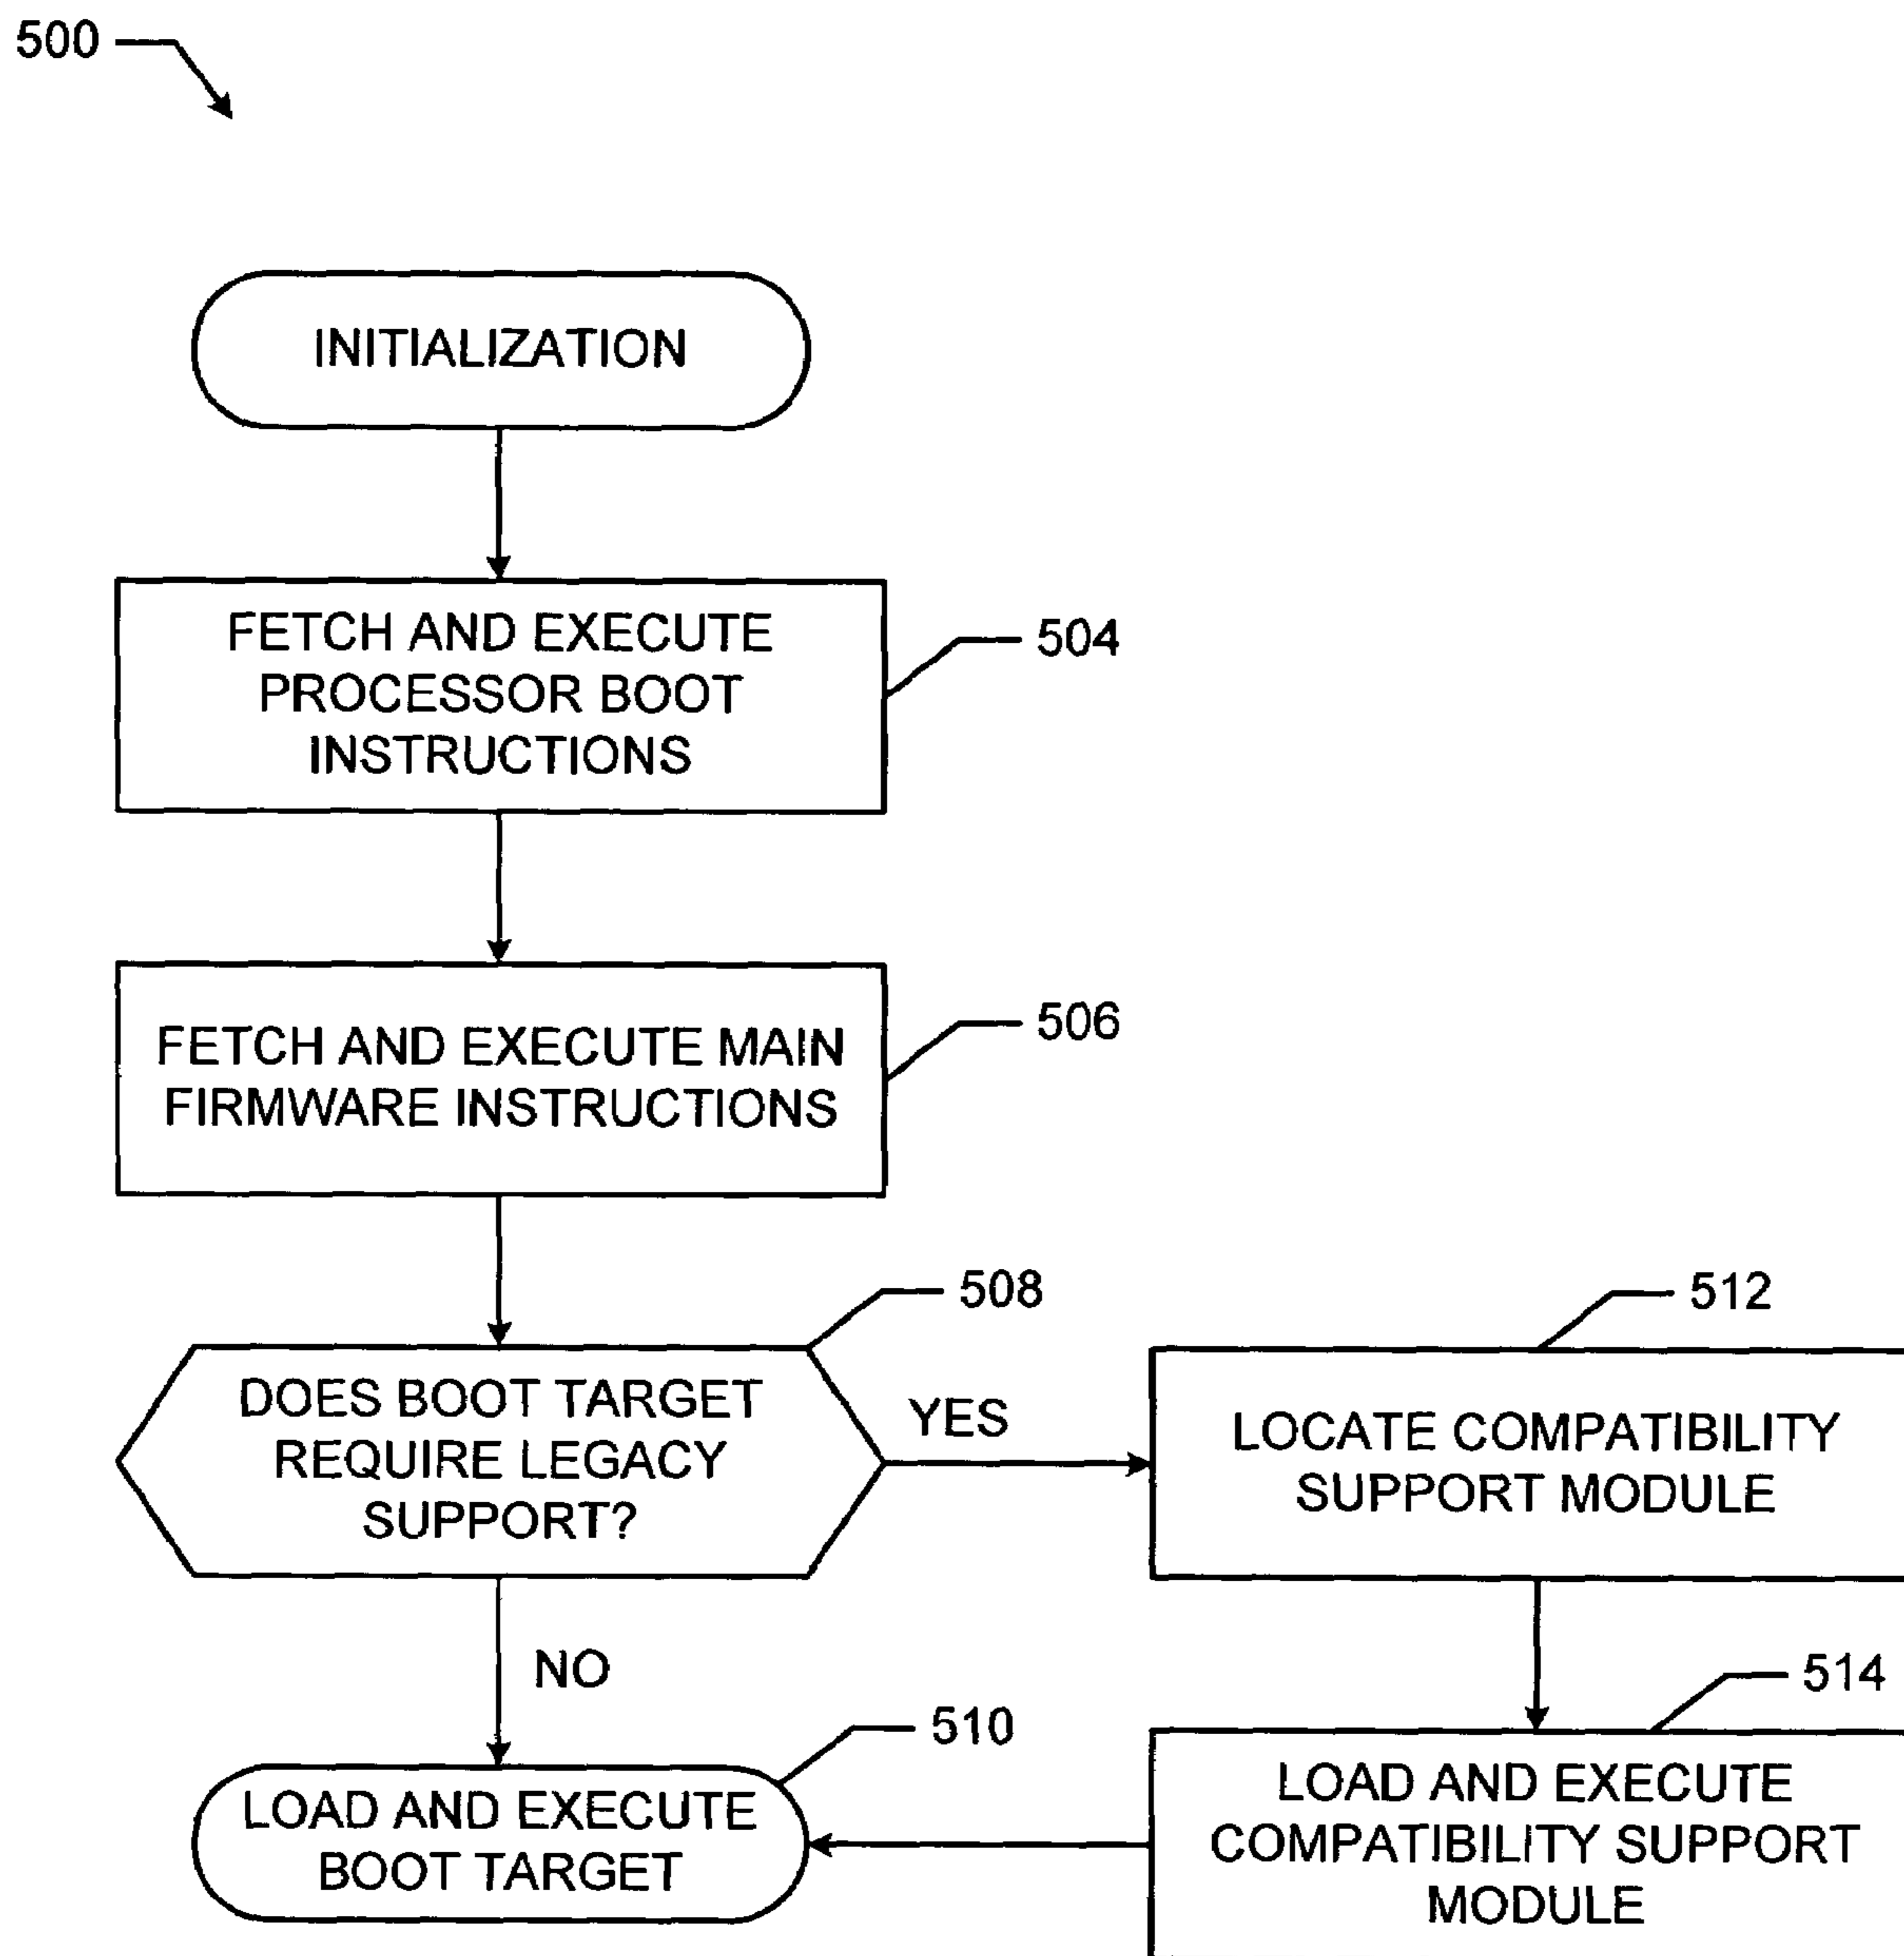 500
INITIALIZATION
FETCH AND EXECUTE
PROCESSOR BOOT
INSTRUCTIONS
504
FETCH AND EXECUTE MAIN
FIRMWARE INSTRUCTIONS
506
DOES BOOT TARGET
REQUIRE LEGACY
SUPPORT?
508
YES
NO
LOCATE COMPATIBILITY
SUPPORT MODULE
512
LOAD AND EXECUTE
COMPATIBILITY SUPPORT
MODULE
514
LOAD AND EXECUTE
BOOT TARGET
510